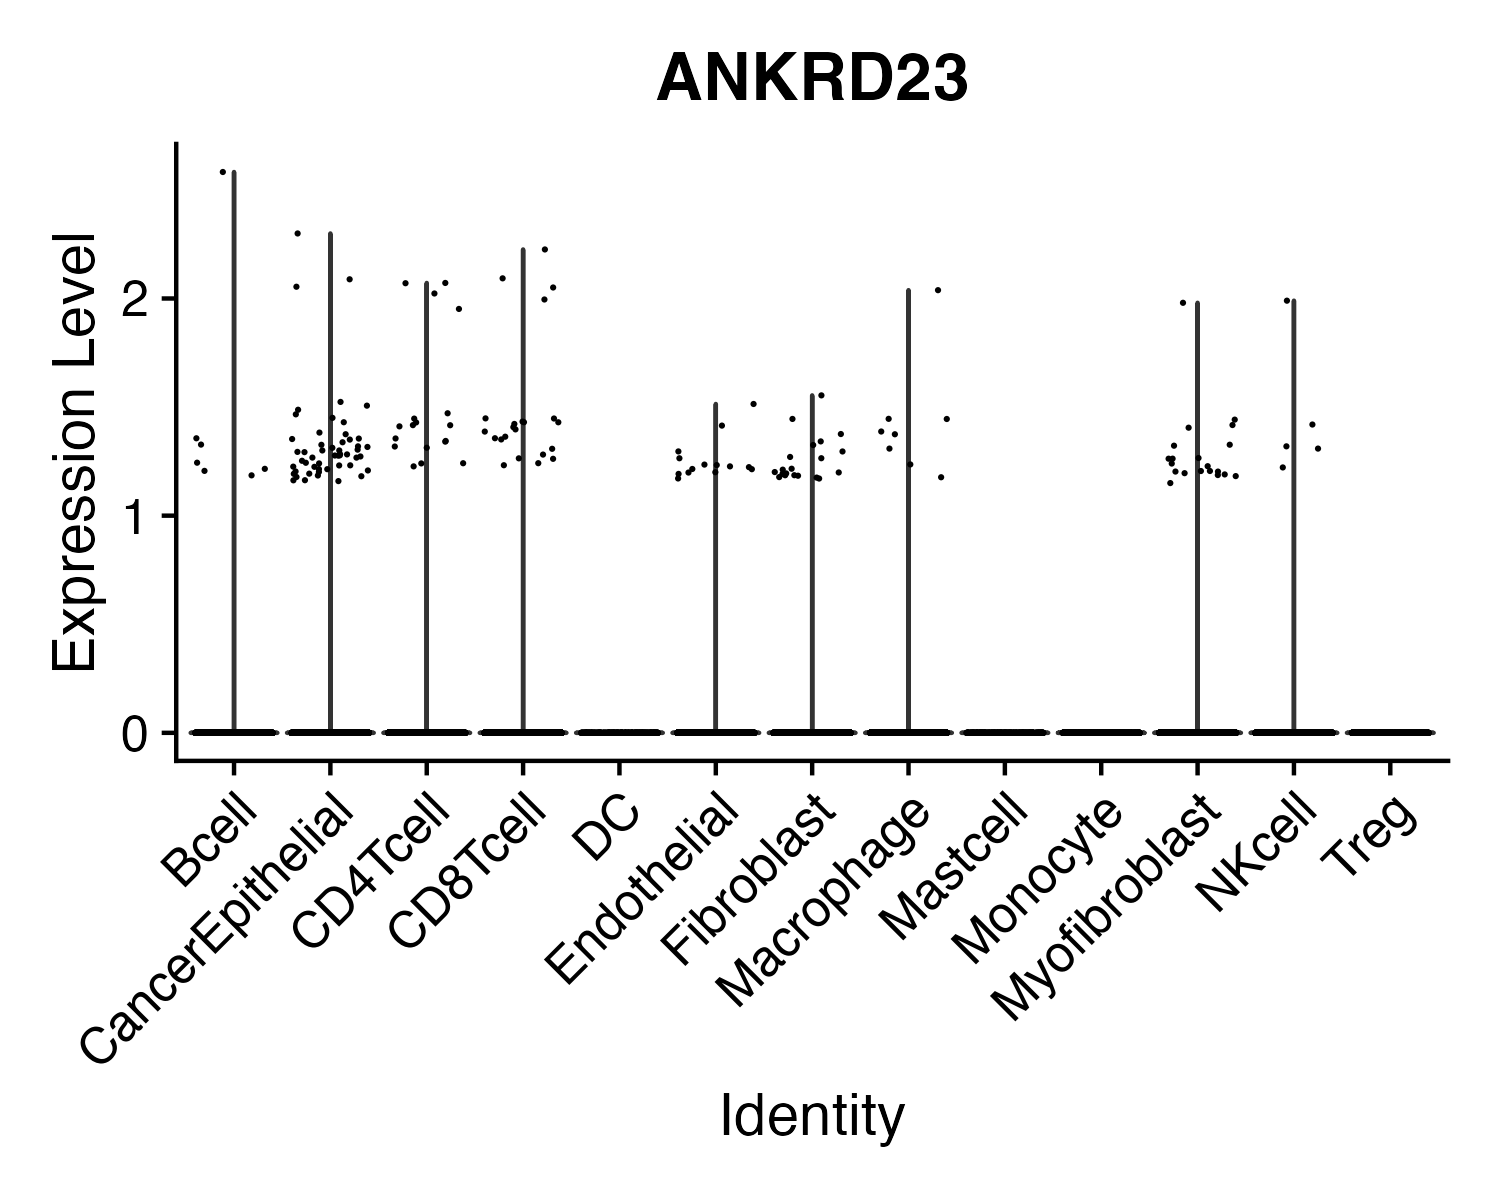 ANKRD23
Expression Level
2
1
0
Bcell
CancerEpithelial
CD4Tcell
CD8Tcell
DC
Endothelial
Fibroblast
Macrophage
Mastcell
Monocyte
Myofibroblast
NKcell
Treg
Identity